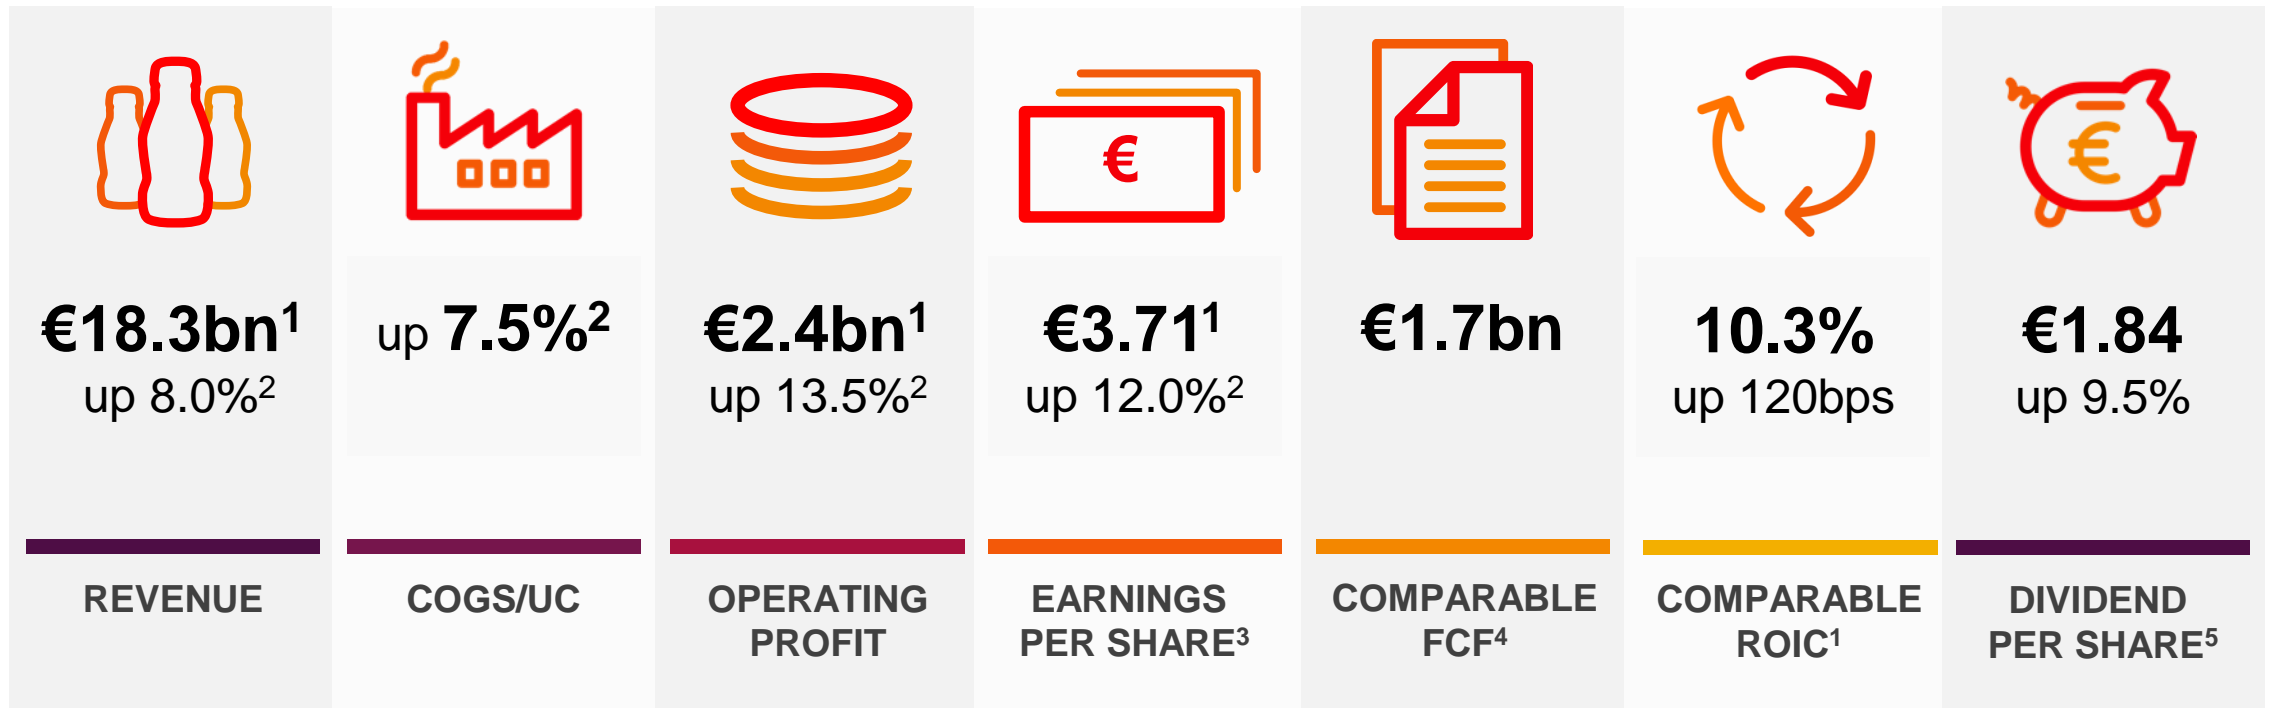 €
€
€18.3bn¹
up 8.0%²
up 7.5%²
€2.4bn¹
up 13.5%²
€3.71¹
up 12.0%²
€1.7bn
10.3%
up 120bps
€1.84
up 9.5%
REVENUE
COGS/UC
OPERATING
PROFIT
EARNINGS
PER SHARE³
COMPARABLE
FCF⁴
COMPARABLE
ROIC¹
DIVIDEND
PER SHARE⁵